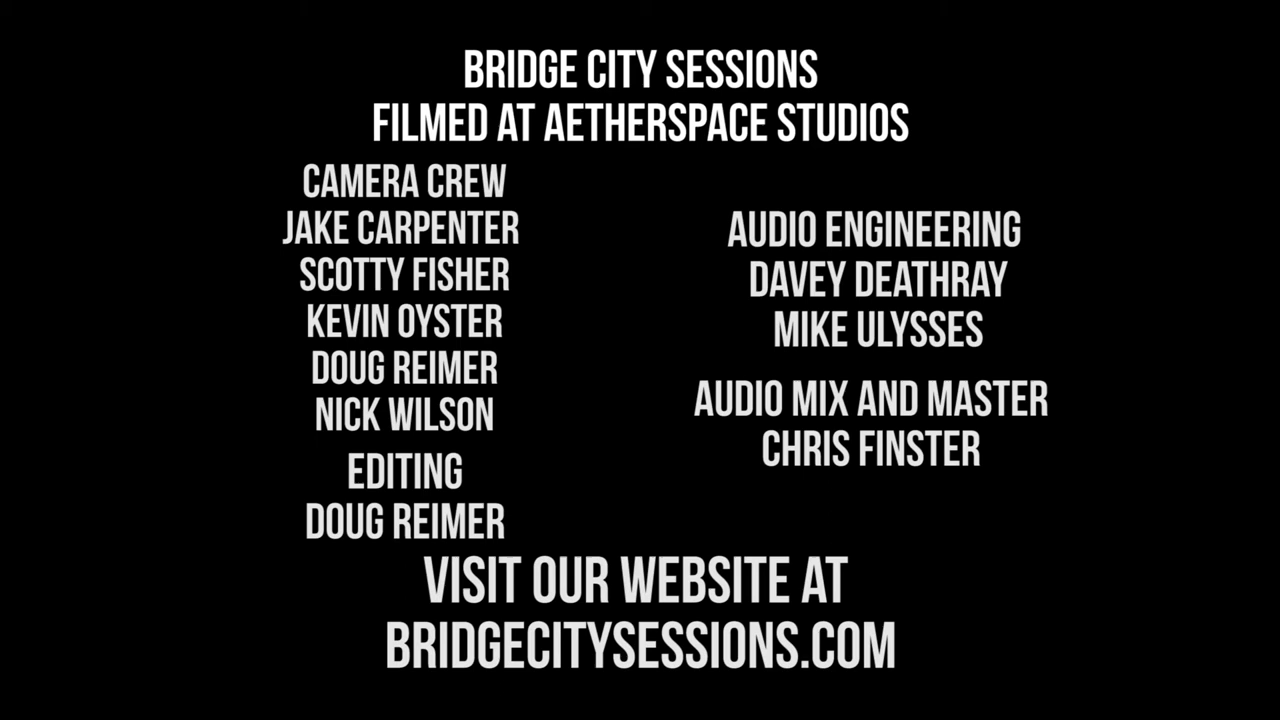 BRIDGE CITY SESSIONS
FILMED AT AETHERSPACE STUDIOS
CAMERA CREW
JAKE CARPENTER
SCOTTY FISHER
KEVIN OYSTER
DOUG REIMER
NICK WILSON
EDITING
DOUG REIMER
AUDIO ENGINEERING
DAVEY DEATHRAY
MIKE ULYSSES
AUDIO MIX AND MASTER
CHRIS FINSTER
VISIT OUR WEBSITE AT
BRIDGECITYSESSIONS.COM